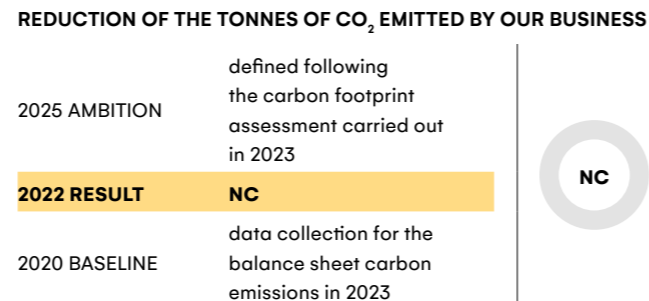 REDUCTION OF THE TONNES OF CO₂ EMITTED BY OUR BUSINESS
2025 AMBITION
defined following
the carbon footprint
assessment carried out
in 2023
2022 RESULT NC
2020 BASELINE
data collection for the
balance sheet carbon
emissions in 2023
NC